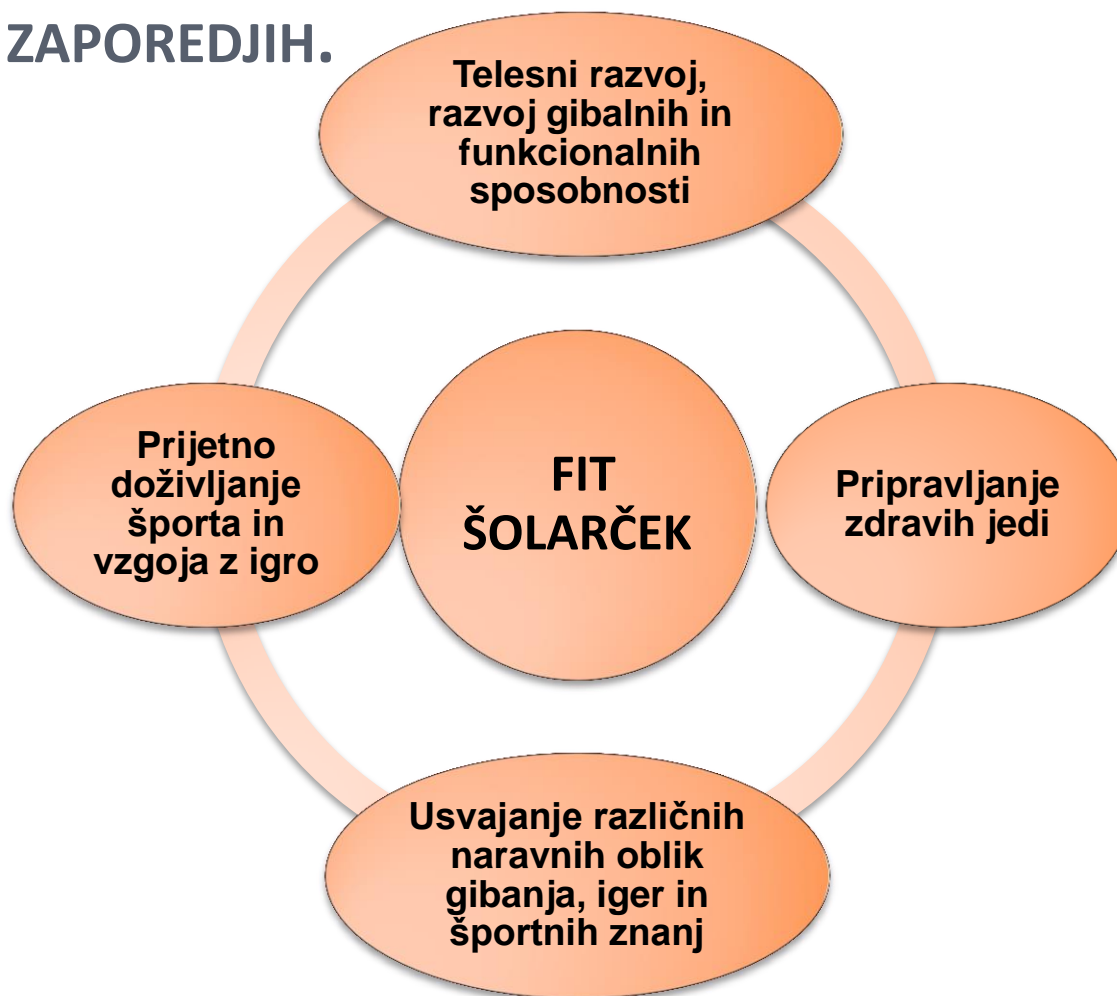 ZAPOREDJIH.
Telesni razvoj,
razvoj gibalnih in
funkcionalnih
sposobnosti
Prijetno
doživljanje
športa in
vzgoja z igro
FIT
ŠOLARČEK
Pripravljanje
zdravih jedi
Usvajanje različnih
naravnih oblik
gibanja, iger in
športnih znanj